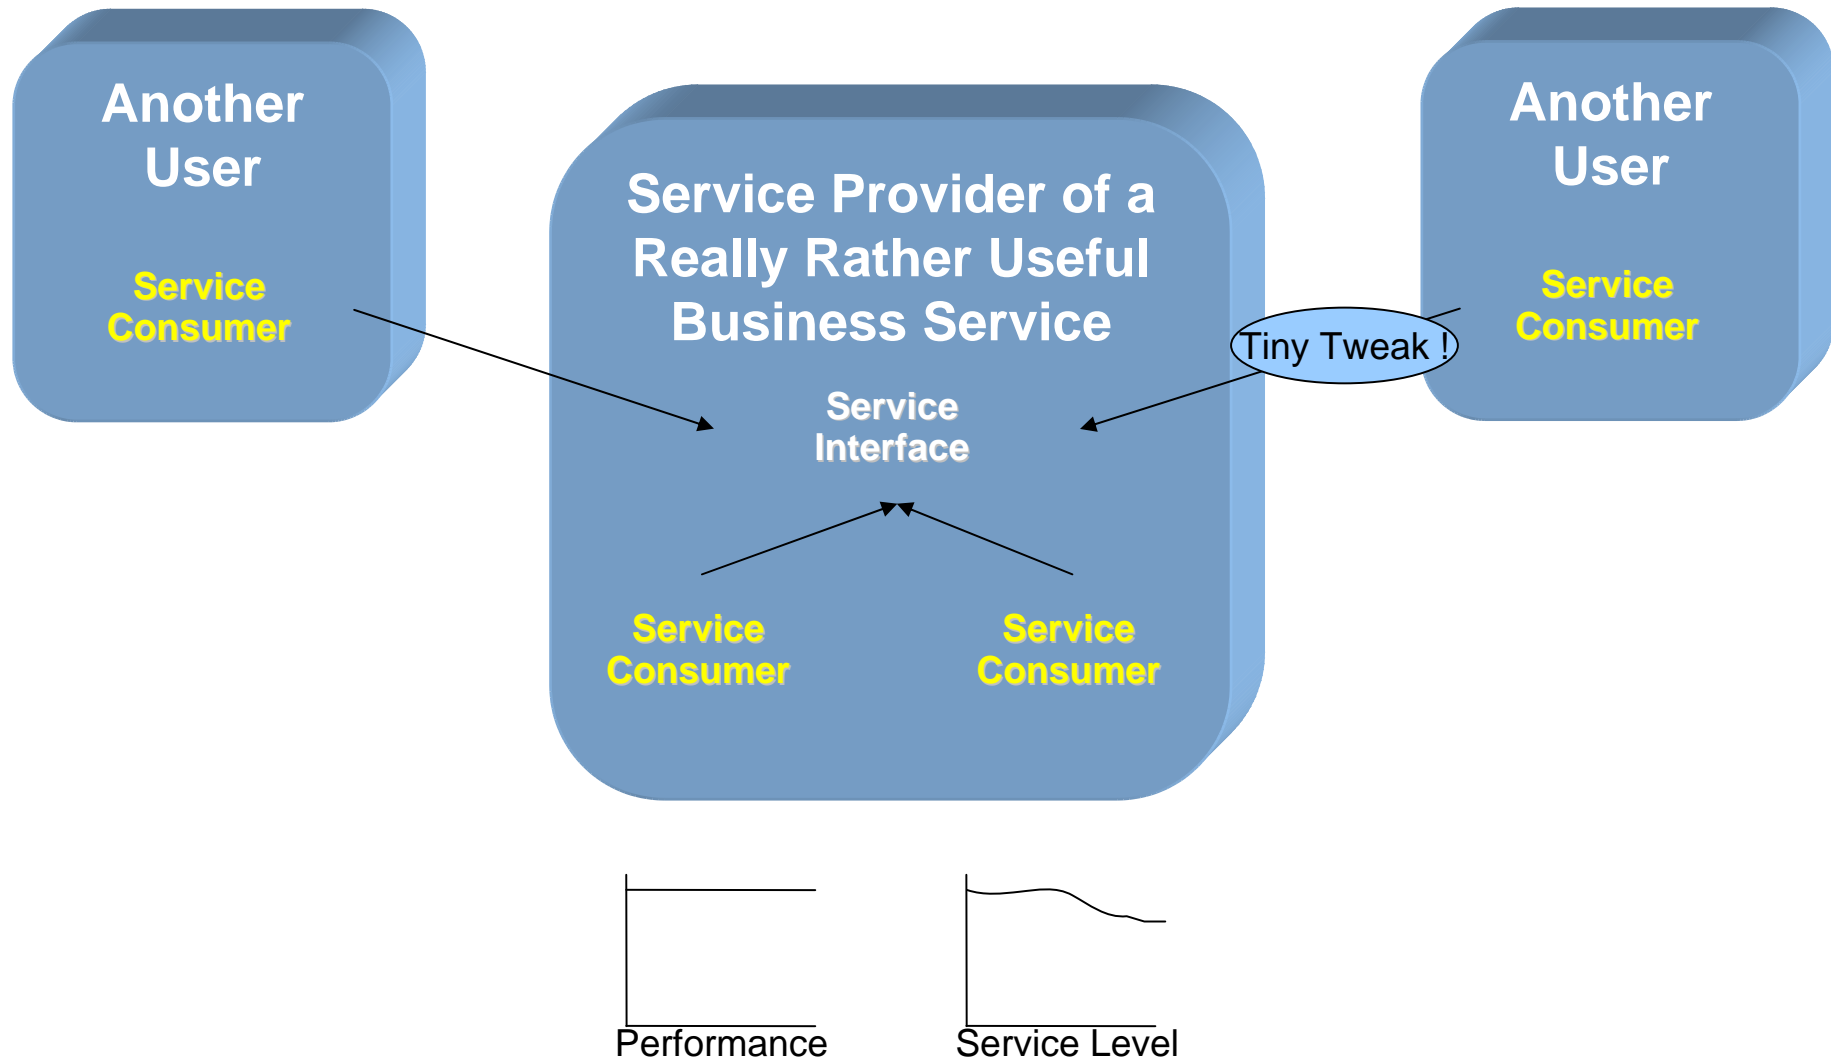 Another
User
Service
Consumer
Service Provider of a
Really Rather Useful
Business Service
Service
Interface
Service
Consumer
Service
Consumer
Another
User
Service
Consumer
Tiny Tweak !
Performance
Service Level